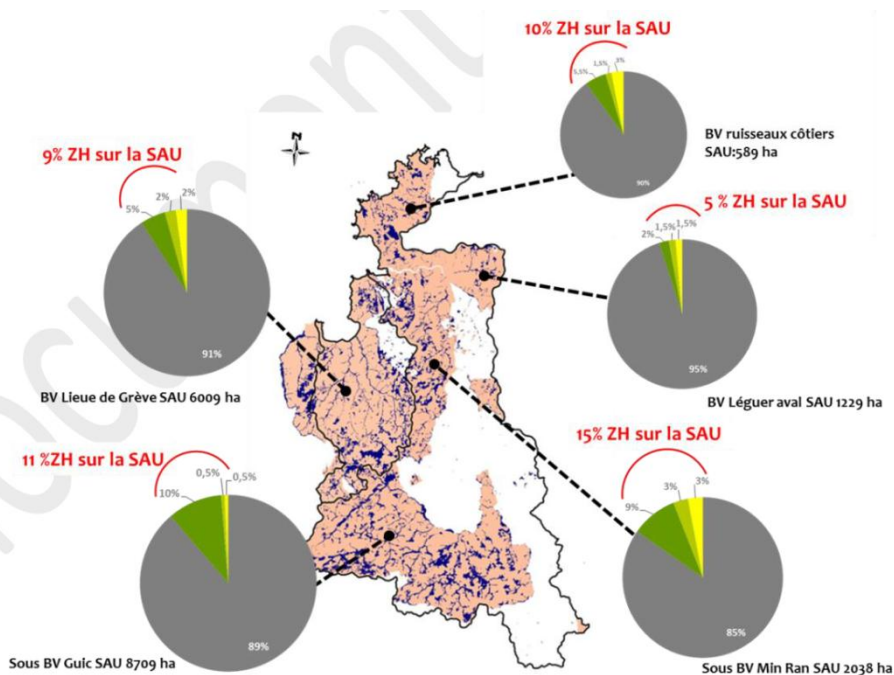 10% ZH sur la SAU
1,5%
3%
5,5%
90%
BV ruisseaux côtiers
SAU:589 ha
N
9% ZH sur la SAU
2%
2%
5%
91%
BV Lieue de Grève SAU 6009 ha
5 % ZH sur la SAU
1,5%
1,5%
2%
95%
BV Léguer aval SAU 1229 ha
11 %ZH sur la SAU
0,5%
0,5%
10%
89%
Sous BV Guic SAU 8709 ha
15% ZH sur la SAU
3%
3%
9%
85%
Sous BV Min Ran SAU 2038 ha